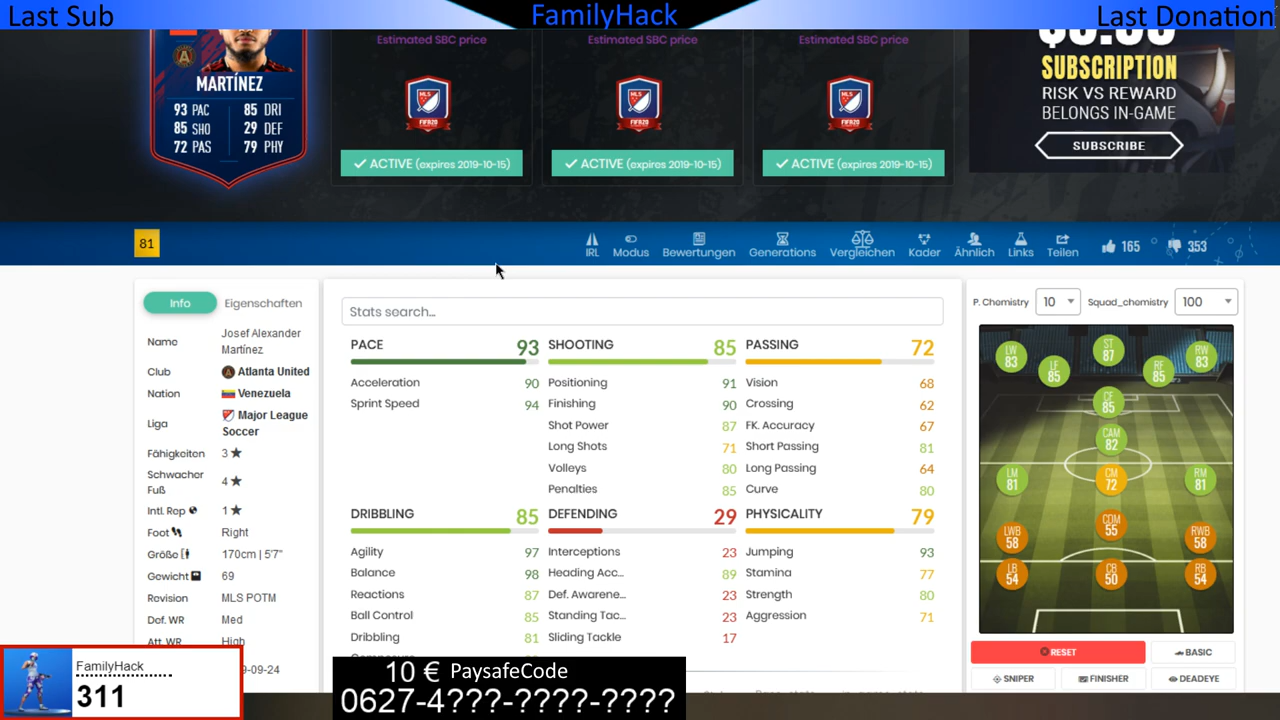 Last Sub
FamilyHack
Last Donation
Estimated SBC price
Estimated SBC price
Estimated SBC price
MARTÍNEZ
93 PAC 85 DRI
85 SHO 29 DEF
72 PAS 79 PHY
MLS
FIFA20
MLS
FIFA20
MLS
FIFA20
ACTIVE (expires 2019-10-15)
ACTIVE (expires 2019-10-15)
ACTIVE (expires 2019-10-15)
SUBSCRIPTION
RISK VS REWARD
BELONGS IN-GAME
SUBSCRIBE
81
IRL
Modus
Bewertungen
Generations
Vergleichen
Kader
Ähnlich
Links
Teilen
165
353
Info
Eigenschaften
Name Josef Alexander
Martínez
Club Atlanta United
Nation Venezuela
Liga Major League
Soccer
Fähigkeiten 3
Schwacher
Fuß 4
Intl. Rep 1
Foot Right
Größe 170cm | 5'7"
Gewicht 69
Revision MLS POTM
Def. WR Med
Att. WR High
-09-24
Stats search...
PACE 93
Acceleration 90
Sprint Speed 94
SHOOTING 85
Positioning 91
Finishing 90
Shot Power 87
Long Shots 71
Volleys 80
Penalties 85
PASSING 72
Vision 68
Crossing 62
FK. Accuracy 67
Short Passing 81
Long Passing 64
Curve 80
DRIBBLING 85
Agility 97
Balance 98
Reactions 87
Ball Control 85
Dribbling 81
DEFENDING 29
Interceptions 23
Heading Acc... 89
Def. Awarene... 23
Standing Tac... 23
Sliding Tackle 17
PHYSICALITY 79
Jumping 93
Stamina 77
Strength 80
Aggression 71
P. Chemistry 10
Squad_chemistry 100
LW 83
LF 85
ST 87
RF 85
RW 83
CF 85
CAM 82
LM 81
CM 72
RM 81
LWB 58
CDM 55
RWB 58
LB 54
CB 50
RB 54
RESET
BASIC
SNIPER
FINISHER
DEADEYE
FamilyHack
311
10 € PaysafeCode
0627-4???-????-????